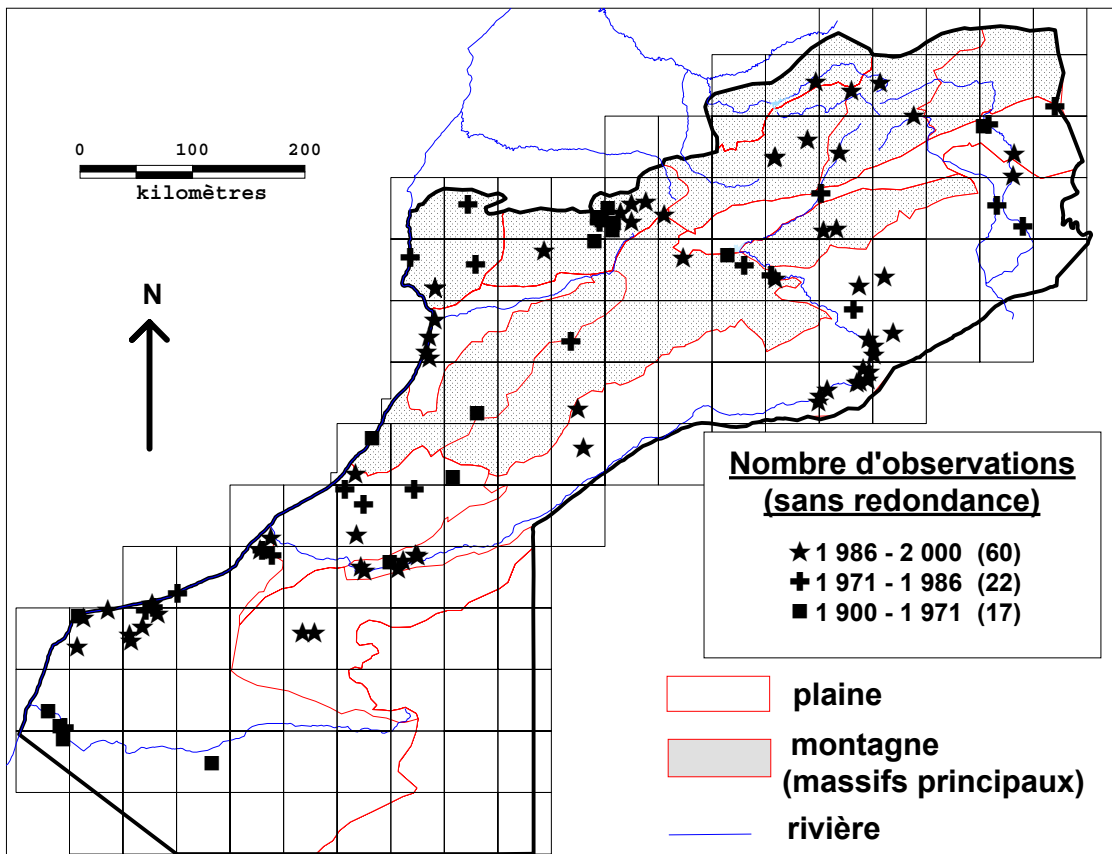 0 100 200
kilomètres
N
Nombre d'observations
(sans redondance)
1 986 - 2 000 (60)
1 971 - 1 986 (22)
1 900 - 1 971 (17)
plaine
montagne
(massifs principaux)
rivière